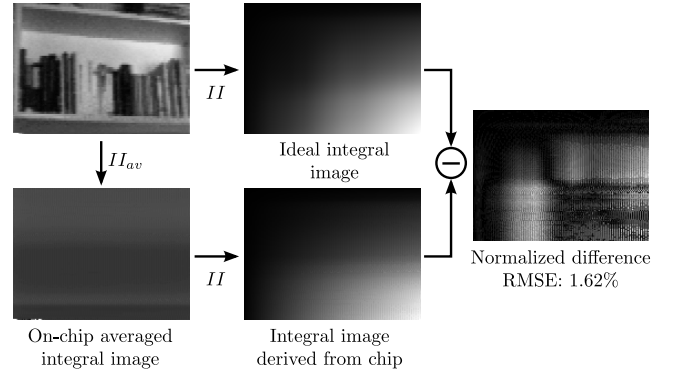 II
Ideal integral
image
II_av
−
Normalized difference
RMSE: 1.62%
II
On-chip averaged
integral image
Integral image
derived from chip